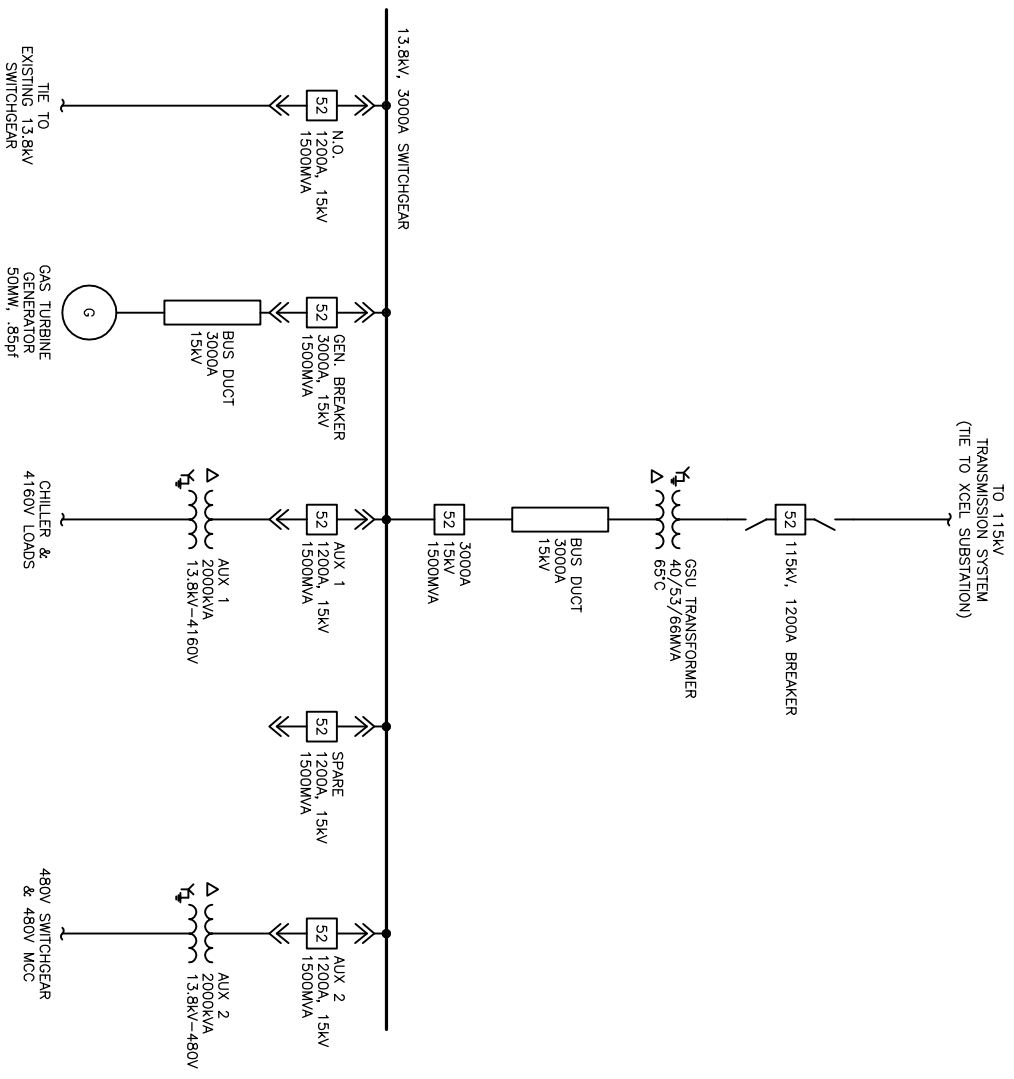 TO 115kV
TRANSMISSION SYSTEM
(TIE TO XCEL SUBSTATION)
52
115kV, 1200A BREAKER
GSU TRANSFORMER
40/53/66MVA
65°C
BUS DUCT
3000A
15kV
52
3000A
15kV
1500MVA
13.8kV, 3000A SWITCHGEAR
52
N.O.
1200A, 15kV
1500MVA
TIE TO
EXISTING 13.8kV
SWITCHGEAR
52
GEN. BREAKER
3000A, 15kV
1500MVA
BUS DUCT
3000A
15kV
G
GAS TURBINE
GENERATOR
50MW, .85pf
52
AUX 1
1200A, 15kV
1500MVA
AUX 1
2000kVA
13.8kV-4160V
CHILLER &
4160V LOADS
52
SPARE
1200A, 15kV
1500MVA
52
AUX 2
1200A, 15kV
1500MVA
AUX 2
2000kVA
13.8kV-480V
480V SWITCHGEAR
& 480V MCC